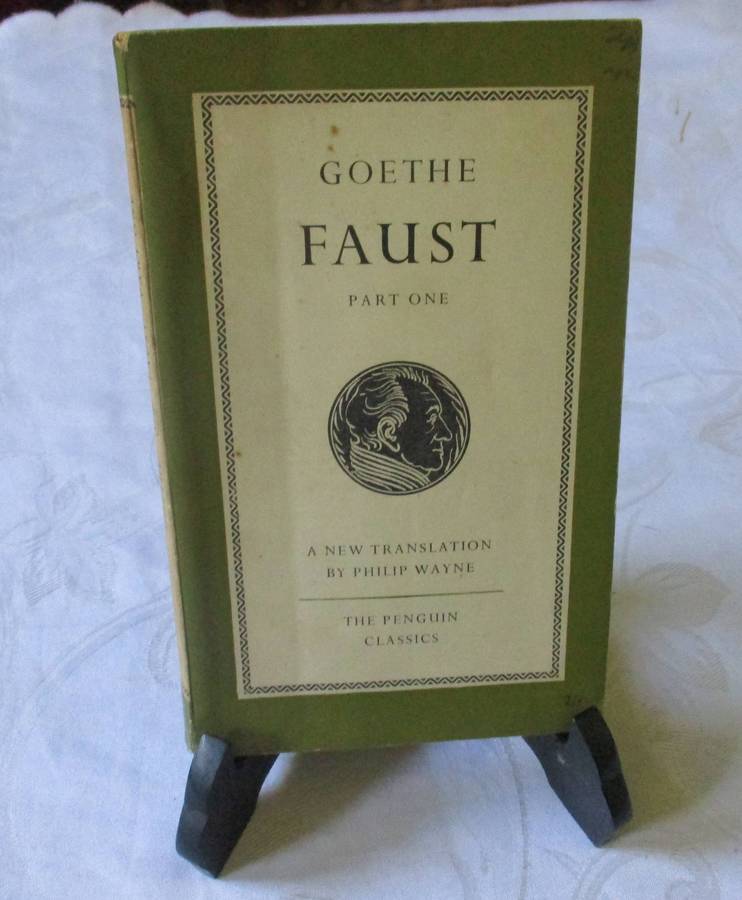 GOETHE
FAUST
PART ONE
A NEW TRANSLATION
BY PHILIP WAYNE
THE PENGUIN
CLASSICS